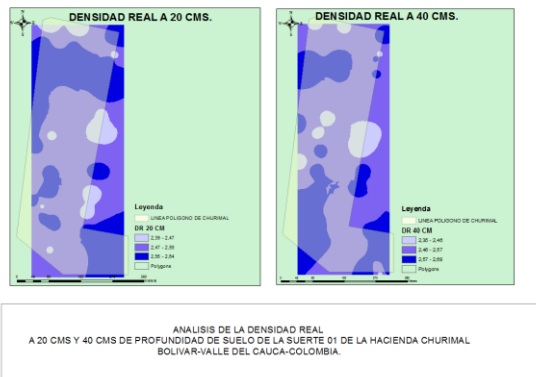 DENSIDAD REAL A 20 CMS.
N
Leyenda
LINEA POLIGONO DE CHURIMAL
DR 20 CM
2,39 - 2,47
2,47 - 2,55
2,55 - 2,64
Polygons
DENSIDAD REAL A 40 CMS.
N
Leyenda
LINEA POLIGONO DE CHURIMAL
DR 40 CM
2,35 - 2,46
2,46 - 2,57
2,57 - 2,69
Polygons
ANALISIS DE LA DENSIDAD REAL
A 20 CMS Y 40 CMS DE PROFUNDIDAD DE SUELO DE LA SUERTE 01 DE LA HACIENDA CHURIMAL
BOLIVAR-VALLE DEL CAUCA-COLOMBIA.